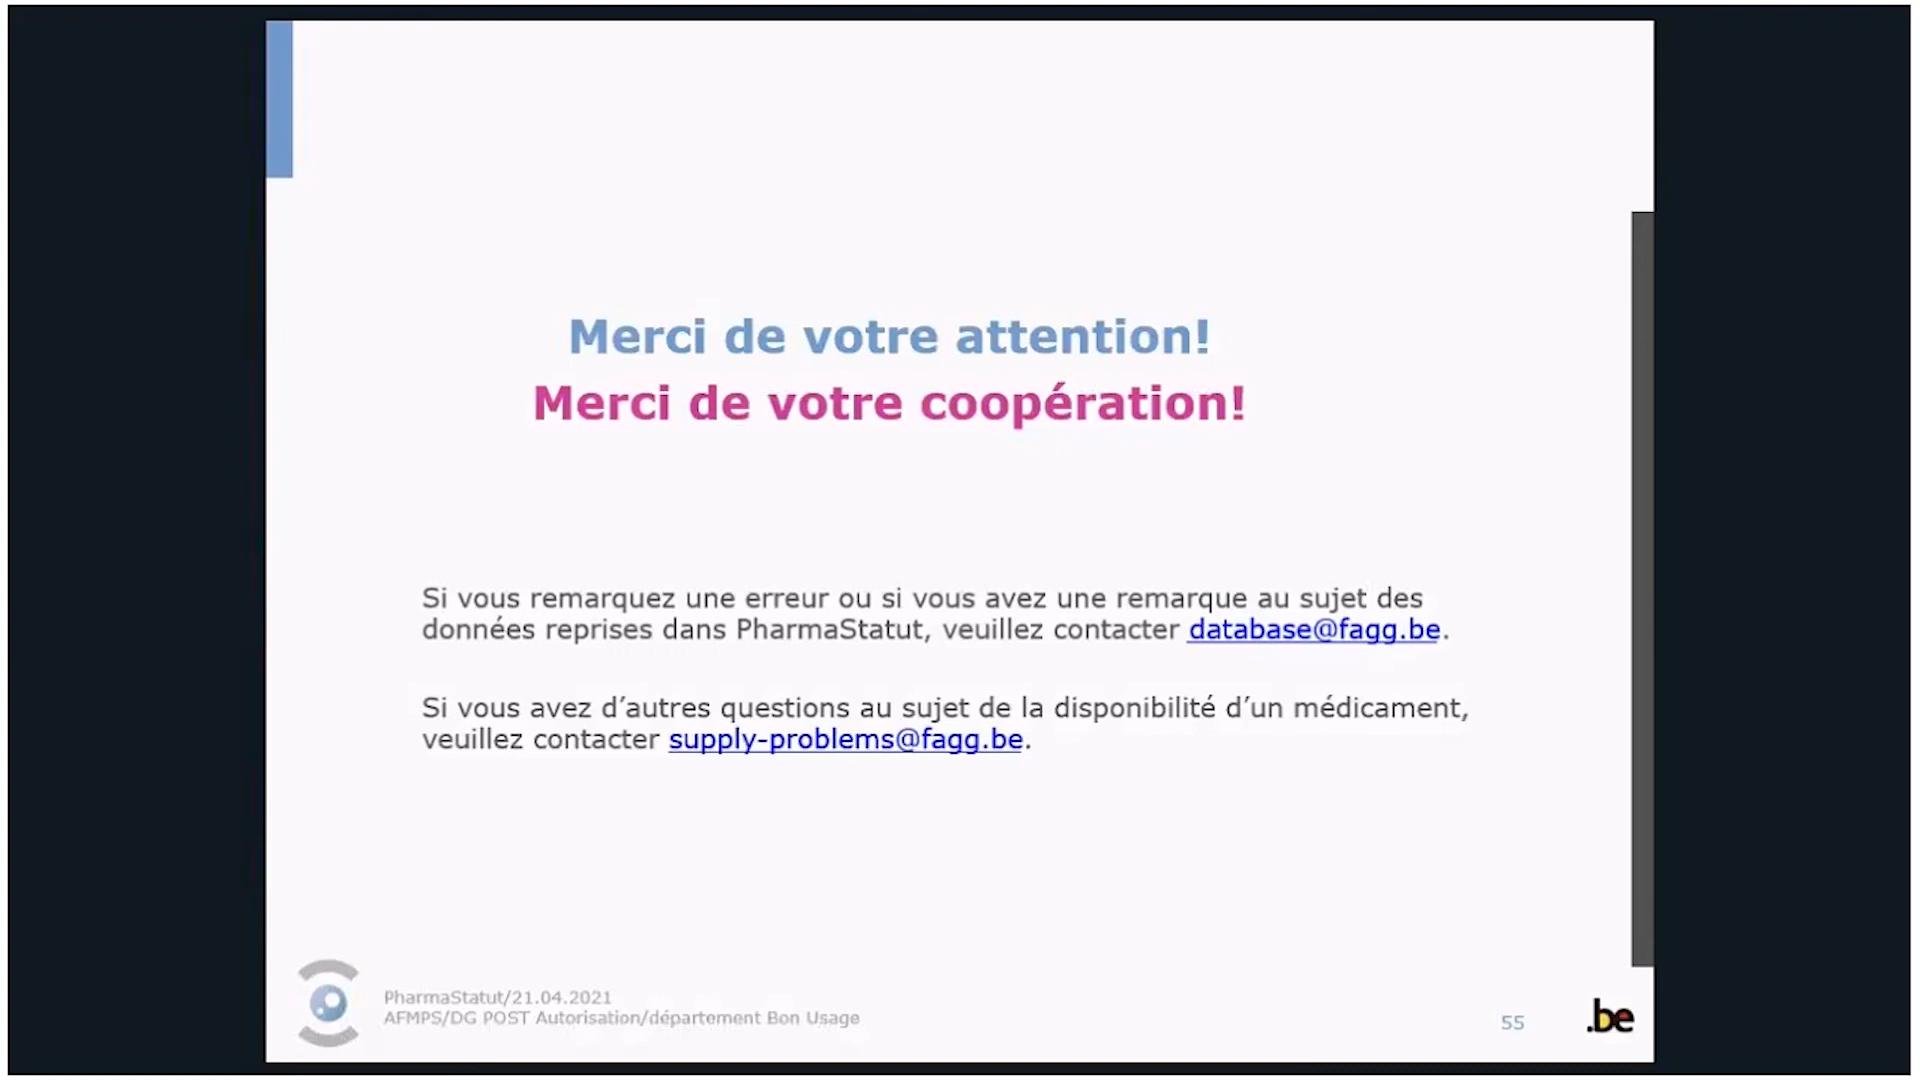 Merci de votre attention!
Merci de votre coopération!
Si vous remarquez une erreur ou si vous avez une remarque au sujet des
données reprises dans PharmaStatut, veuillez contacter database@fagg.be.
Si vous avez d’autres questions au sujet de la disponibilité d’un médicament,
veuillez contacter supply-problems@fagg.be.
PharmaStatut/21.04.2021
AFMPS/DG POST Autorisation/département Bon Usage
55
.be